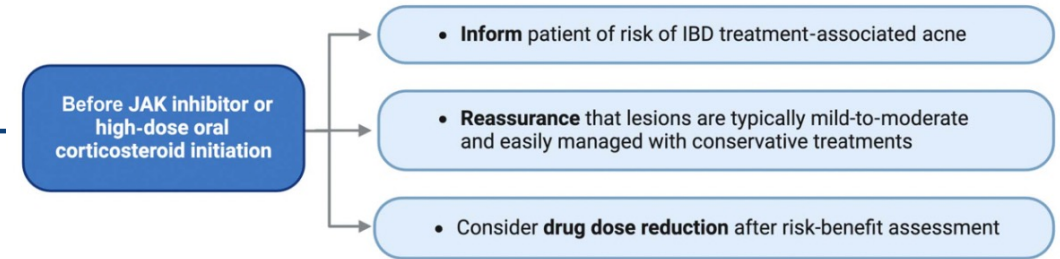 Before JAK inhibitor or
high-dose oral
corticosteroid initiation
• Inform patient of risk of IBD treatment-associated acne
• Reassurance that lesions are typically mild-to-moderate
and easily managed with conservative treatments
• Consider drug dose reduction after risk-benefit assessment